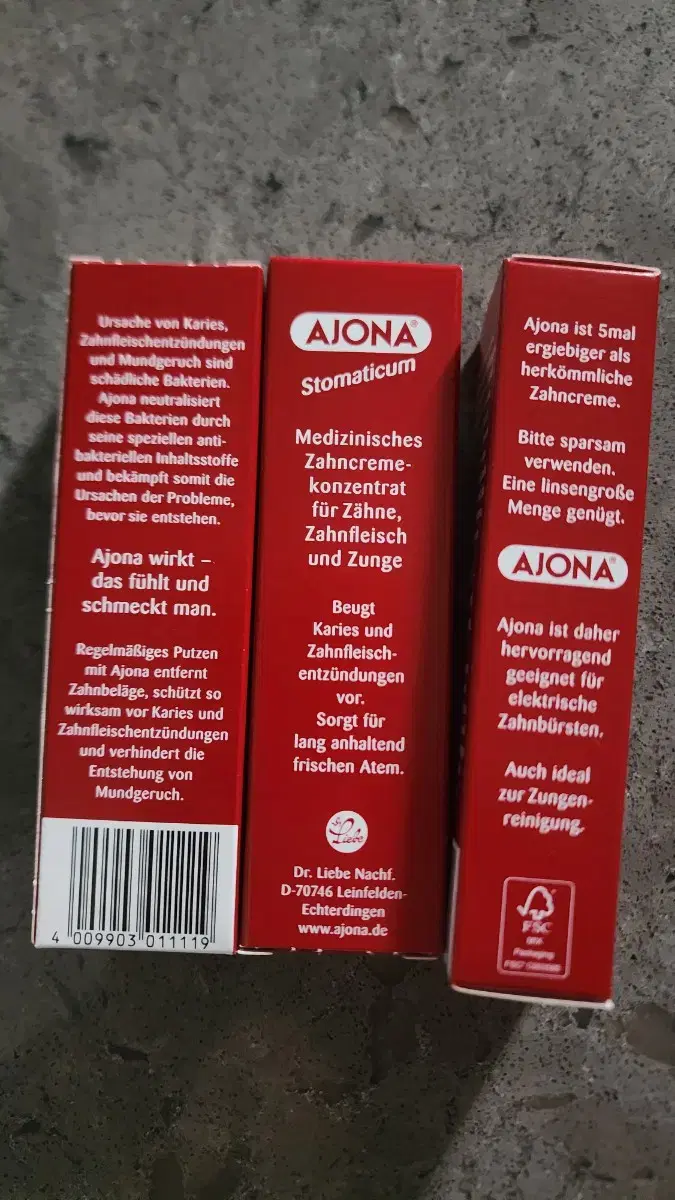 Ursache von Karies,
Zahnfleischentzündungen
und Mundgeruch sind
schädliche Bakterien.
Ajona neutralisiert
diese Bakterien durch
seine speziellen anti-
bakteriellen Inhaltsstoffe
und bekämpft somit die
Ursachen der Probleme,
bevor sie entstehen.
Ajona wirkt –
das fühlt und
schmeckt man.
Regelmäßiges Putzen
mit Ajona entfernt
Zahnbeläge, schützt so
wirksam vor Karies und
Zahnfleischentzündungen
und verhindert die
Entstehung von
Mundgeruch.
4 009903 011119
AJONA®
Stomaticum
Medizinisches
Zahncreme-
konzentrat
für Zähne,
Zahnfleisch
und Zunge
Beugt
Karies und
Zahnfleisch-
entzündungen
vor.
Sorgt für
lang anhaltend
frischen Atem.
Dr. Liebe
Dr. Liebe Nachf.
D-70746 Leinfelden-
Echterdingen
www.ajona.de
Ajona ist 5mal
ergiebiger als
herkömmliche
Zahncreme.
Bitte sparsam
verwenden.
Eine linsengroße
Menge genügt.
AJONA®
Ajona ist daher
hervorragend
geeignet für
elektrische
Zahnbürsten.
Auch ideal
zur Zungen-
reinigung.
FSC
MIX
Packaging